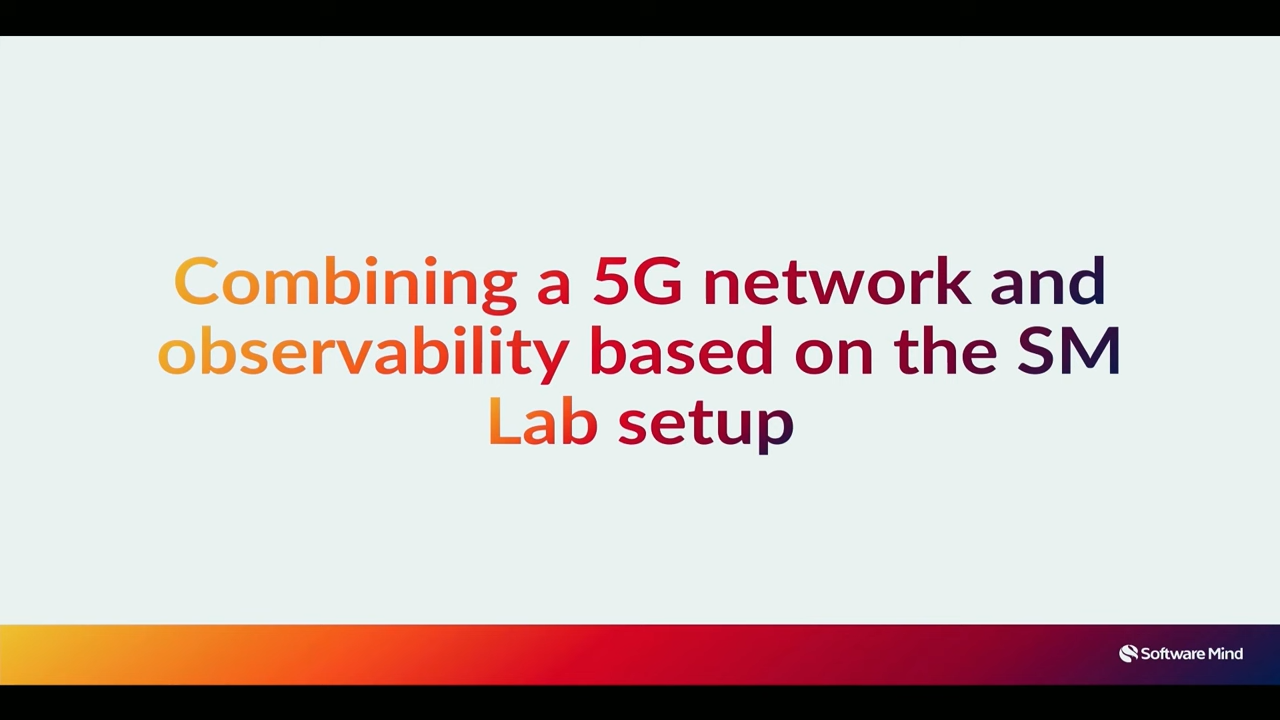 Combining a 5G network and
observability based on the SM
Lab setup
Software Mind